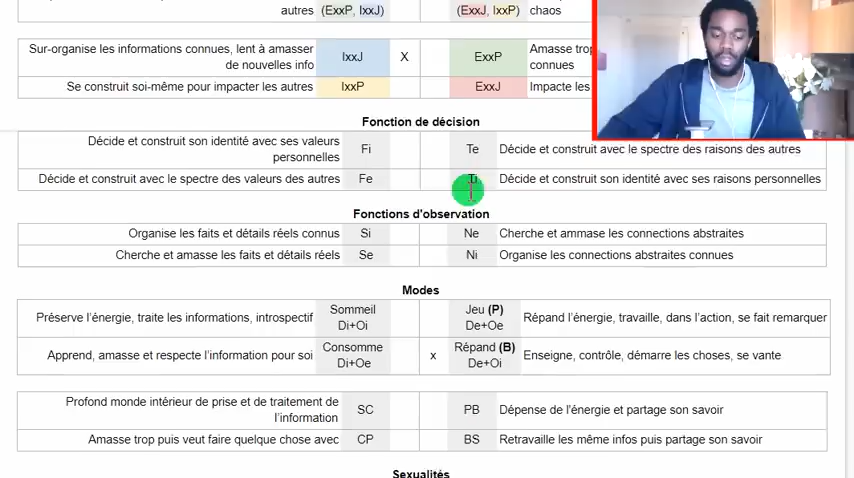 autres (ExxP, IxxJ) (ExxJ, IxxP) chaos
Sur-organise les informations connues, lent à amasser
de nouvelles info IxxJ X ExxP Amasse trop
connues
Se construit soi-même pour impacter les autres IxxP ExxJ Impacte les
Fonction de décision
Décide et construit son identité avec ses valeurs
personnelles Fi Te Décide et construit avec le spectre des raisons des autres
Décide et construit avec le spectre des valeurs des autres Fe Ti Décide et construit son identité avec ses raisons personnelles
Fonctions d'observation
Organise les faits et détails réels connus Si Ne Cherche et ammase les connections abstraites
Cherche et amasse les faits et détails réels Se Ni Organise les connections abstraites connues
Modes
Préserve l'énergie, traite les informations, introspectif Sommeil Di+Oi Jeu (P) De+Oe Répand l'énergie, travaille, dans l'action, se fait remarquer
Apprend, amasse et respecte l'information pour soi Consomme Di+Oe x Répand (B) De+Oi Enseigne, contrôle, démarre les choses, se vante
Profond monde intérieur de prise et de traitement de
l'information SC PB Dépense de l'énergie et partage son savoir
Amasse trop puis veut faire quelque chose avec CP BS Retravaille les même infos puis partage son savoir
Sexualités